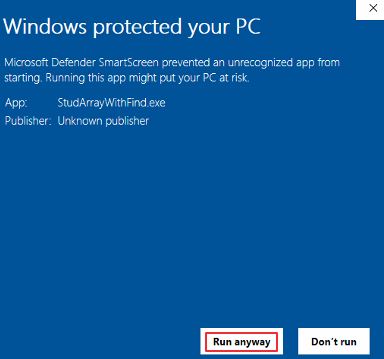 Windows protected your PC
Microsoft Defender SmartScreen prevented an unrecognized app from
starting. Running this app might put your PC at risk.
App: StudArrayWithFind.exe
Publisher: Unknown publisher
Run anyway Don't run